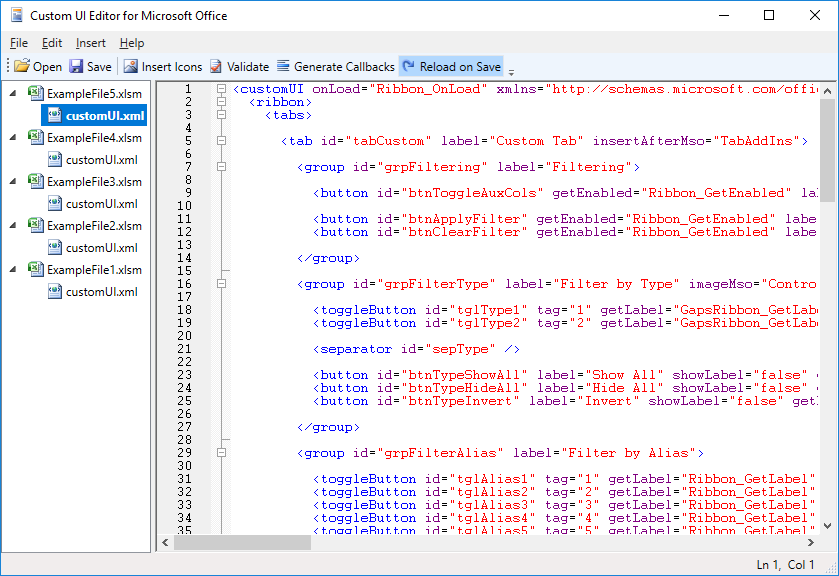 Custom UI Editor for Microsoft Office
File Edit Insert Help
Open Save Insert Icons Validate Generate Callbacks Reload on Save
ExampleFile5.xlsm
customUI.xml
ExampleFile4.xlsm
customUI.xml
ExampleFile3.xlsm
customUI.xml
ExampleFile2.xlsm
customUI.xml
ExampleFile1.xlsm
customUI.xml
1 <customUI onLoad="Ribbon_OnLoad" xmlns="http://schemas.microsoft.com/offi
2 <ribbon>
3 <tabs>
4
5 <tab id="tabCustom" label="Custom Tab" insertAfterMso="TabAddIns">
6
7 <group id="grpFiltering" label="Filtering">
8
9 <button id="btnToggleAuxCols" getEnabled="Ribbon_GetEnabled" lal
10
11 <button id="btnApplyFilter" getEnabled="Ribbon_GetEnabled" labe
12 <button id="btnClearFilter" getEnabled="Ribbon_GetEnabled" labe
13
14 </group>
15
16 <group id="grpFilterType" label="Filter by Type" imageMso="Contro
17
18 <toggleButton id="tglType1" tag="1" getLabel="GapsRibbon_GetLab
19 <toggleButton id="tglType2" tag="2" getLabel="GapsRibbon_GetLab
20
21 <separator id="sepType" />
22
23 <button id="btnTypeShowAll" label="Show All" showLabel="false"
24 <button id="btnTypeHideAll" label="Hide All" showLabel="false"
25 <button id="btnTypeInvert" label="Invert" showLabel="false" get
26
27 </group>
28
29 <group id="grpFilterAlias" label="Filter by Alias">
30
31 <toggleButton id="tglAlias1" tag="1" getLabel="Ribbon_GetLabel"
32 <toggleButton id="tglAlias2" tag="2" getLabel="Ribbon_GetLabel"
33 <toggleButton id="tglAlias3" tag="3" getLabel="Ribbon_GetLabel"
34 <toggleButton id="tglAlias4" tag="4" getLabel="Ribbon_GetLabel"
35 <toggleButton id="tglAlias5" tag="5" getLabel="Ribbon_GetLabel"
Ln 1, Col 1